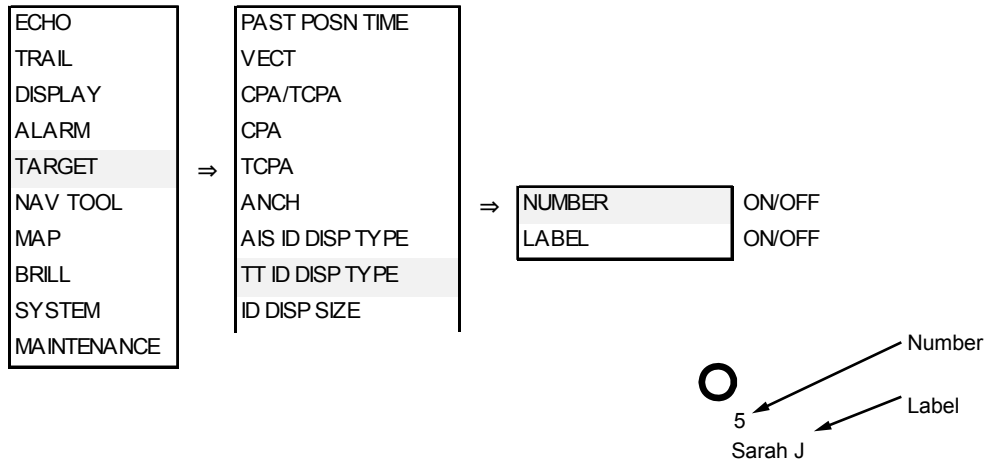 ECHO
TRAIL
DISPLAY
ALARM
TARGET
NAV TOOL
MAP
BRILL
SYSTEM
MAINTENANCE
⇒
PAST POSN TIME
VECT
CPA/TCPA
CPA
TCPA
ANCH
AIS ID DISP TYPE
TT ID DISP TYPE
ID DISP SIZE
⇒
NUMBER ON/OFF
LABEL ON/OFF
Number
5
Label
Sarah J